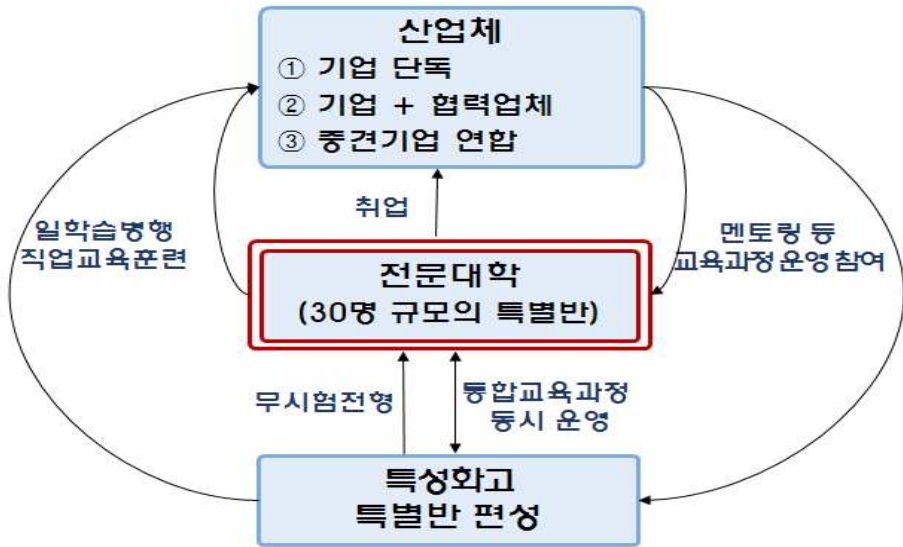 산업체
① 기업 단독
② 기업 + 협력업체
③ 중견기업 연합
취업
일학습병행
직업교육훈련
멘토링 등
교육과정 운영 참여
전문대학
(30명 규모의 특별반)
무시험전형
통합교육과정
동시 운영
특성화고
특별반 편성